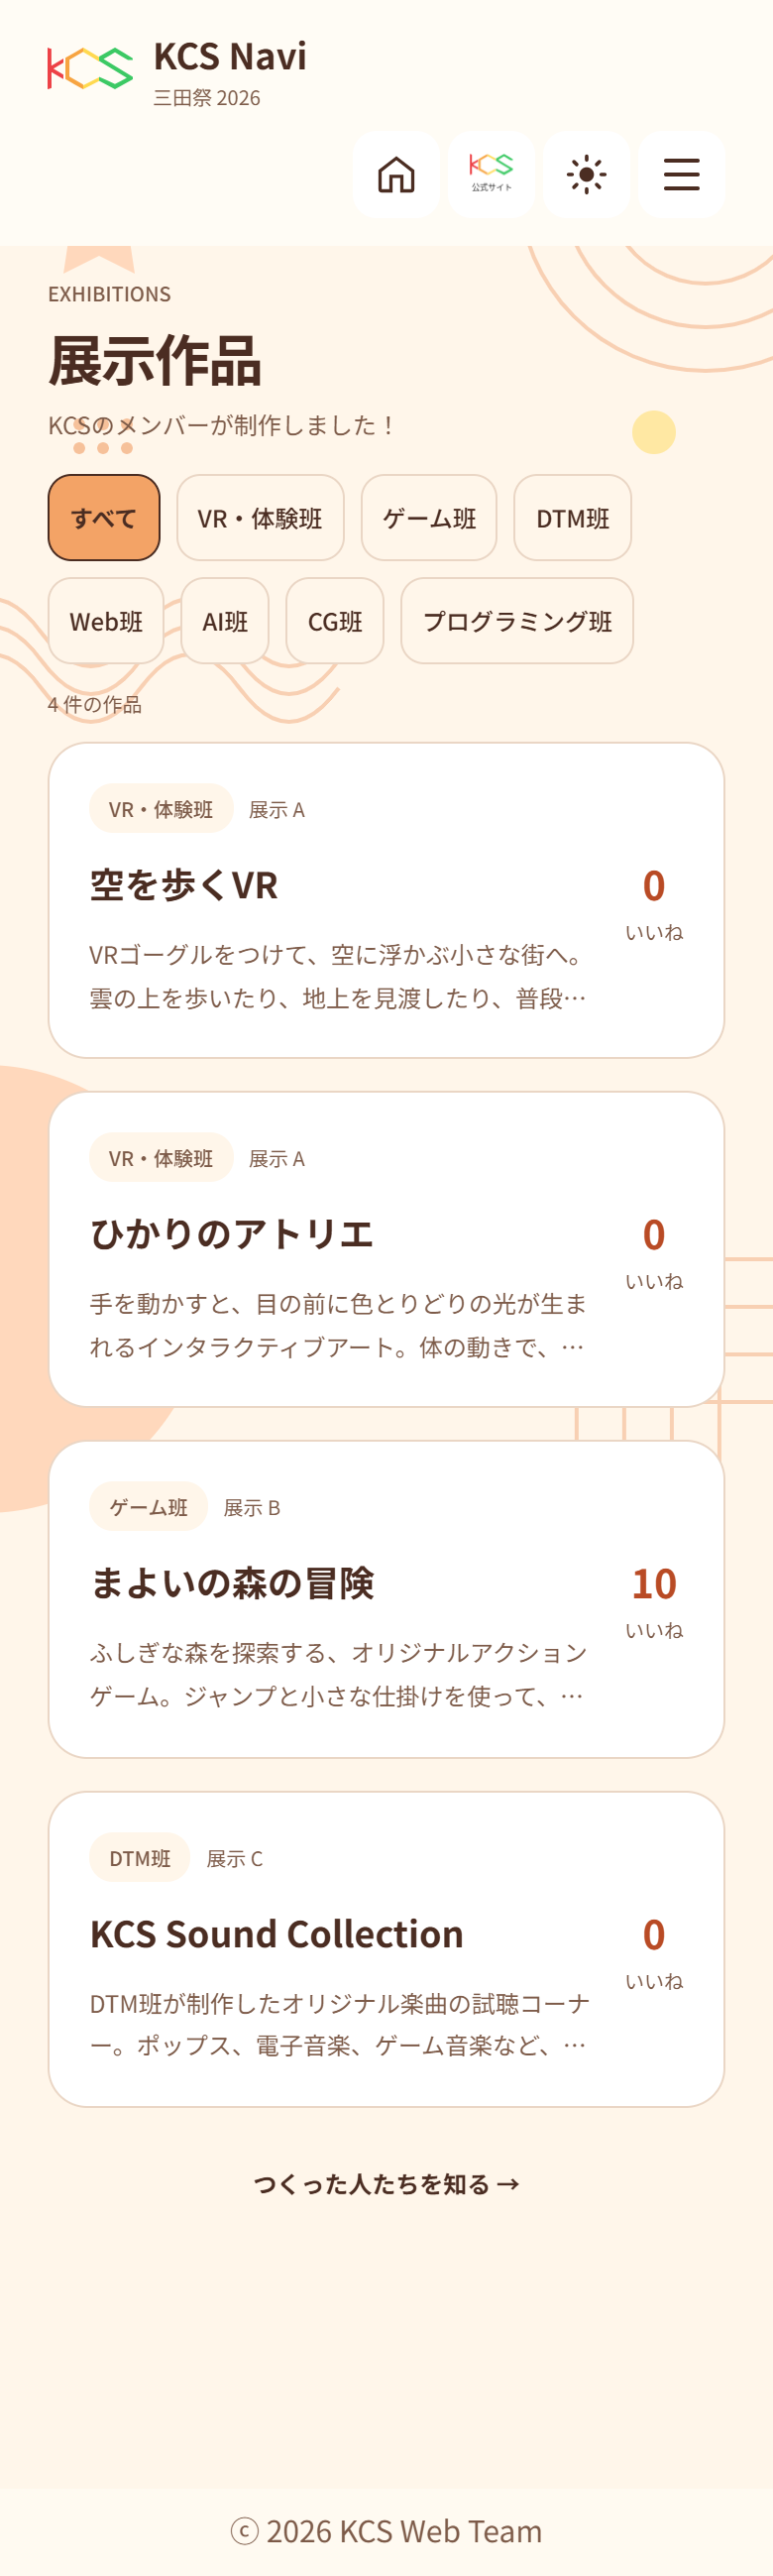 KCS KCS Navi
三田祭 2026
KCS
公式サイト
EXHIBITIONS
展示作品
KCSのメンバーが制作しました！
すべて VR・体験班 ゲーム班 DTM班
Web班 AI班 CG班 プログラミング班
4 件の作品
VR・体験班 展示 A
空を歩くVR
0
いいね
VRゴーグルをつけて、空に浮かぶ小さな街へ。
雲の上を歩いたり、地上を見渡したり、普段…
VR・体験班 展示 A
ひかりのアトリエ
0
いいね
手を動かすと、目の前に色とりどりの光が生ま
れるインタラクティブアート。体の動きで、…
ゲーム班 展示 B
まよいの森の冒険
10
いいね
ふしぎな森を探索する、オリジナルアクション
ゲーム。ジャンプと小さな仕掛けを使って、…
DTM班 展示 C
KCS Sound Collection
0
いいね
DTM班が制作したオリジナル楽曲の試聴コーナ
ー。ポップス、電子音楽、ゲーム音楽など、…
つくった人たちを知る →
© 2026 KCS Web Team